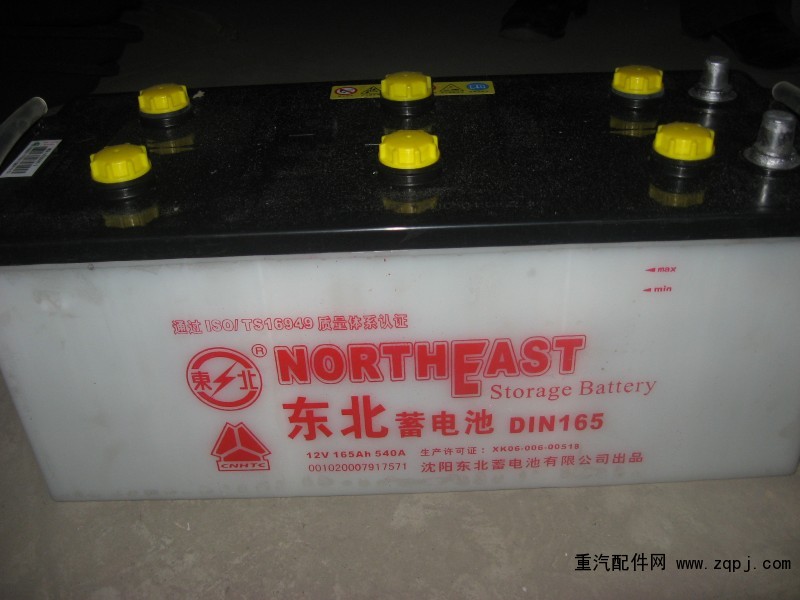 max
min
通过 ISO/TS16949 质量体系认证
東北 ® NORTHEAST
Storage Battery
东北蓄电池 DIN165
CNHTC
12V 165Ah 540A 生产许可证: XK06-006-00518
001020007917571 沈阳东北蓄电池有限公司出品
重汽配件网 www.zqpj.com